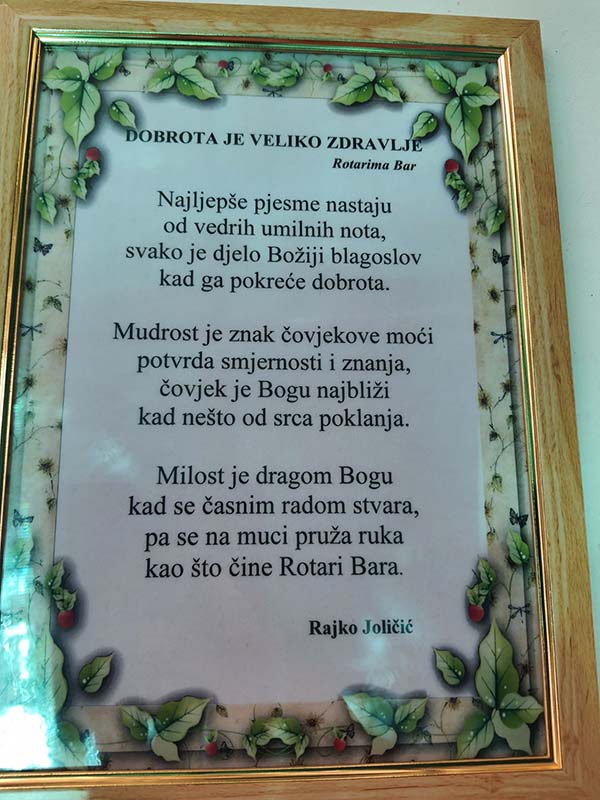 DOBROTA JE VELIKO ZDRAVLJE
Rotarima Bar
Najljepše pjesme nastaju
od vedrih umilnih nota,
svako je djelo Božiji blagoslov
kad ga pokreće dobrota.
Mudrost je znak čovjekove moći
potvrda smjernosti i znanja,
čovjek je Bogu najbliži
kad nešto od srca poklanja.
Milost je dragom Bogu
kad se časnim radom stvara,
pa se na muci pruža ruka
kao što čine Rotari Bara.
Rajko Joličić